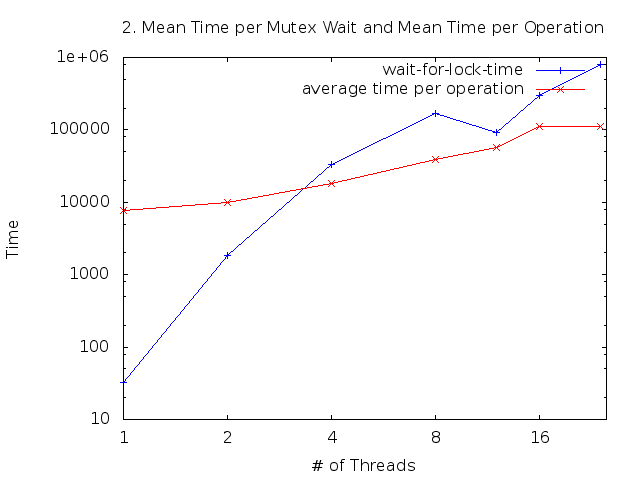 2. Mean Time per Mutex Wait and Mean Time per Operation
1e+06
wait-for-lock-time
average time per operation
100000
10000
Time
1000
100
10
1 2 4 8 16
# of Threads